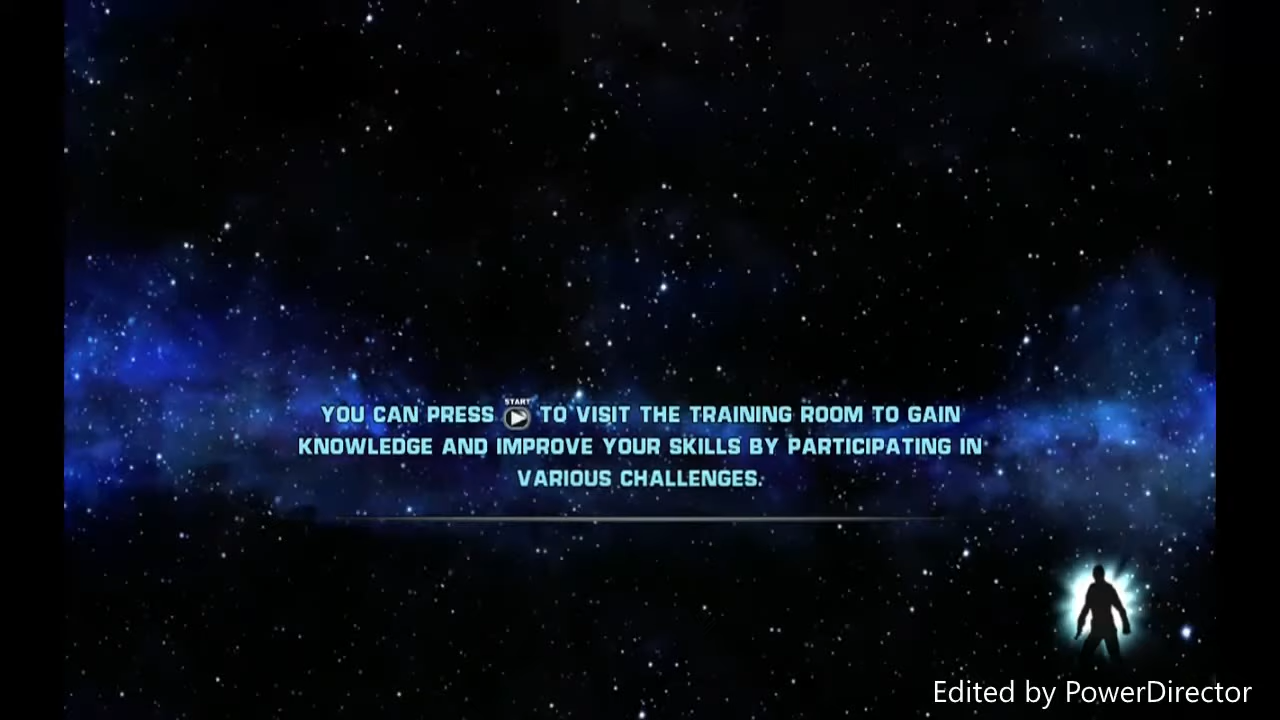 START
YOU CAN PRESS TO VISIT THE TRAINING ROOM TO GAIN
KNOWLEDGE AND IMPROVE YOUR SKILLS BY PARTICIPATING IN
VARIOUS CHALLENGES.
Edited by PowerDirector